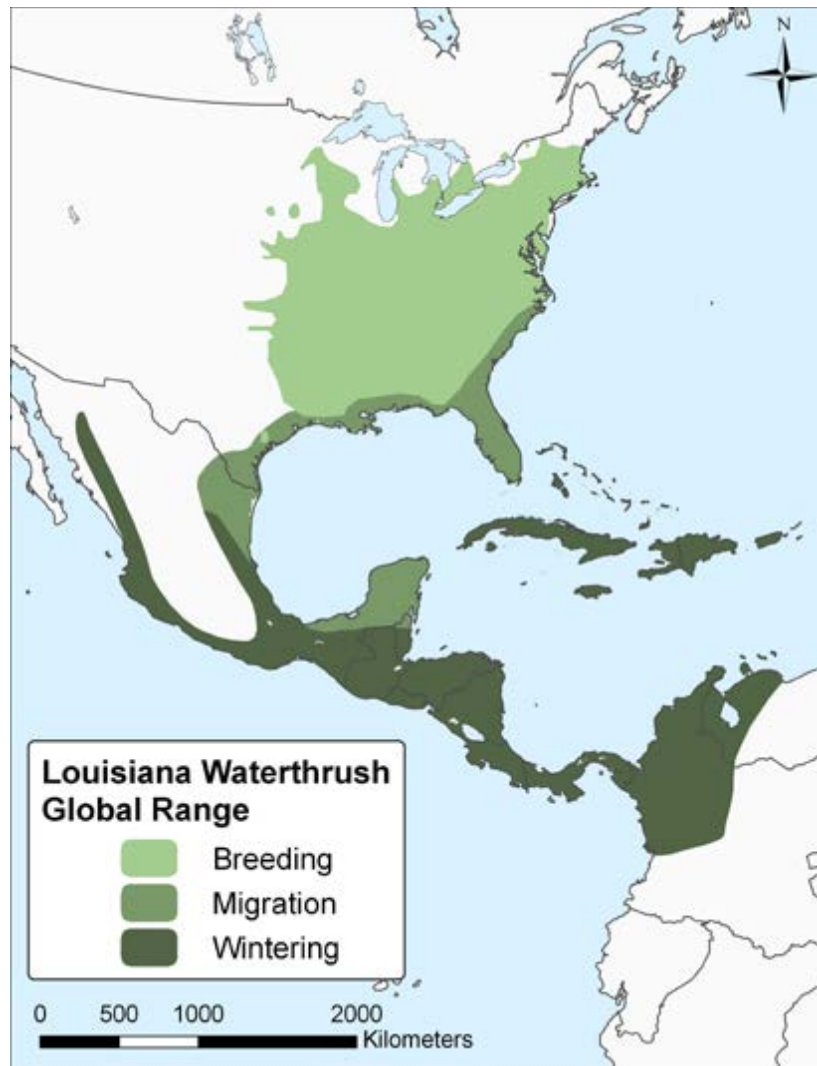 N
Louisiana Waterthrush
Global Range
Breeding
Migration
Wintering
0 500 1000 2000
Kilometers